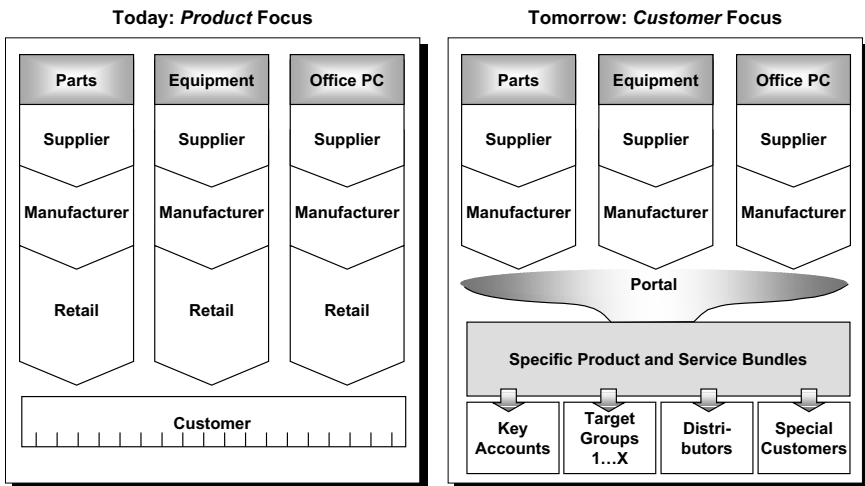 Today: Product Focus
Parts
Equipment
Office PC
Supplier
Supplier
Supplier
Manufacturer
Manufacturer
Manufacturer
Retail
Retail
Retail
Customer
Tomorrow: Customer Focus
Parts
Equipment
Office PC
Supplier
Supplier
Supplier
Manufacturer
Manufacturer
Manufacturer
Portal
Specific Product and Service Bundles
Key
Accounts
Target
Groups
1...X
Distri-
butors
Special
Customers